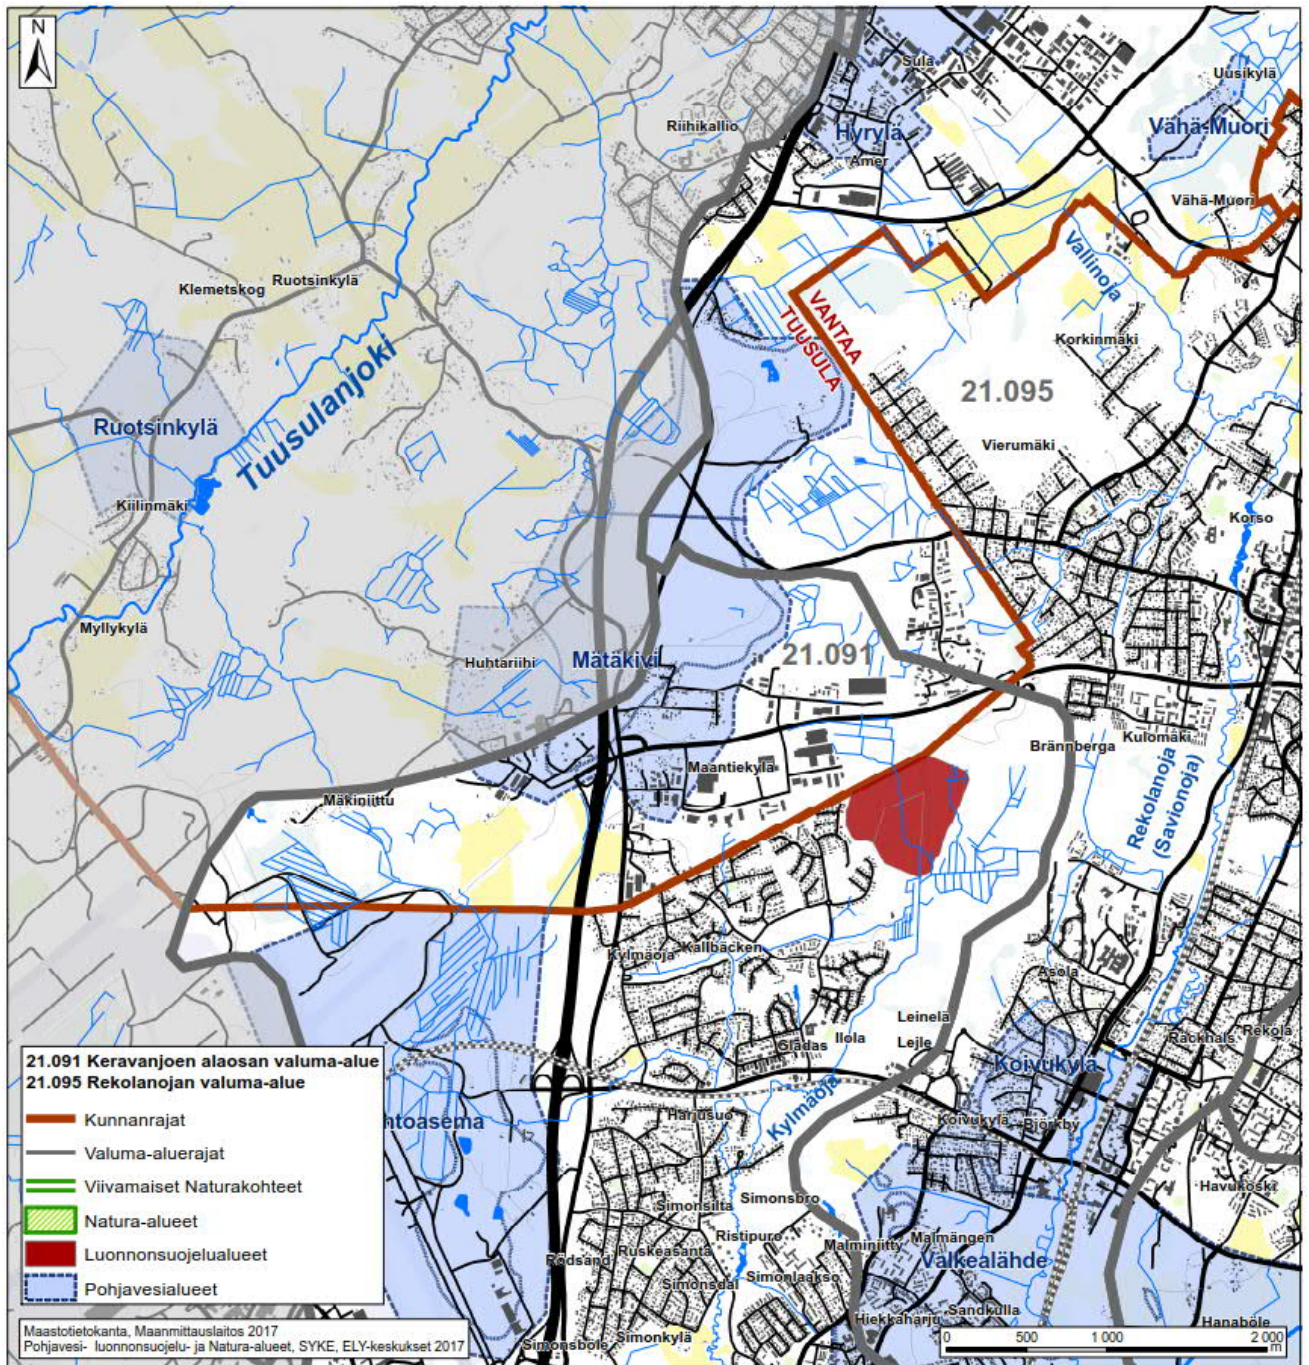 N
Sula
Uusikylä
Riihikallio
Hyrylä
Vähä-Muori
Amer
Vähä-Muori
Vallinoja
Ruotsinkylä
Klemetskog
VANTAA
TUUSULA
Korkinmäki
Tuusulanjoki
21.095
Ruotsinkylä
Vierumäki
Kiilinmäki
Korso
Myllykylä
Huhtariihi
Mätäkivi
21.091
Kulomäki
Brännberga
Maantiekylä
Rekolanoja
(Savionoja)
Mäkiniittu
Kylmäoja
Kallbäcken
Asola
Leinelä
Ilola
Glädas
Lejle
Räckhals
Rekola
Koivukylä
Kylmäoja
Harjusuo
Koivukylä
Björkby
Havukoski
Simonsilta
Simonsbro
Ristipuro
Ruskeasanta
Malminiitty
Malmängen
Rödsand
Valkealähde
Simonlaakso
Simonsdal
Sandkulla
Hiekkaharju
Hanaböle
Simonkylä
Simonsböle
21.091 Keravanjoen alaosan valuma-alue
21.095 Rekolanojan valuma-alue
Kunnanrajat
ntoasema
Valuma-aluerajat
Viivamaiset Naturakohteet
Natura-alueet
Luonnonsuojelualueet
Pohjavesialueet
Maastotietokanta, Maanmittauslaitos 2017
Pohjavesi- luonnonsuojelu- ja Natura-alueet, SYKE, ELY-keskukset 2017
0 500 1 000 2 000
m